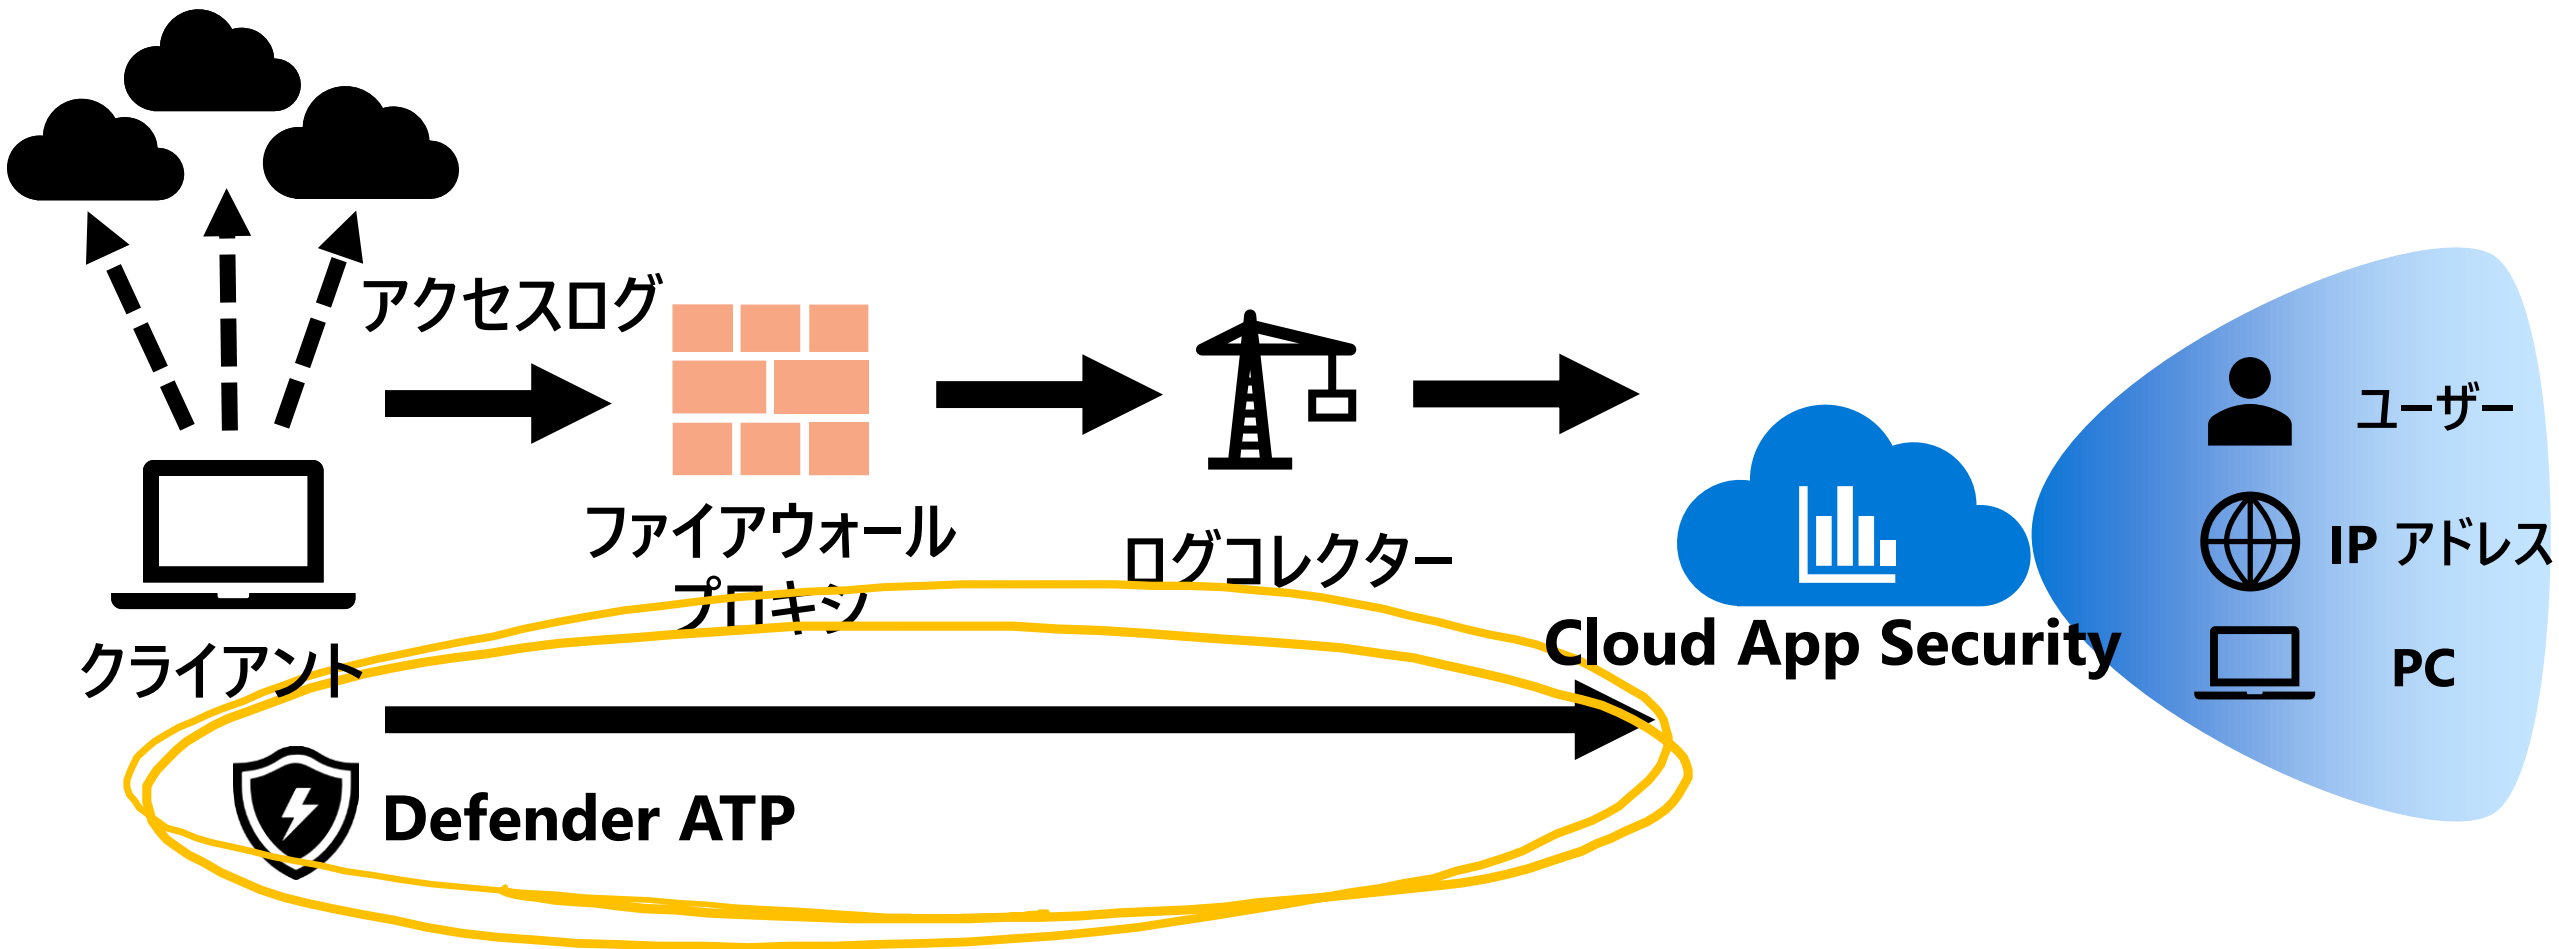 アクセスログ
ファイアウォール
プロキシ
ログコレクター
クライアント
Cloud App Security
Defender ATP
ユーザー
IP アドレス
PC